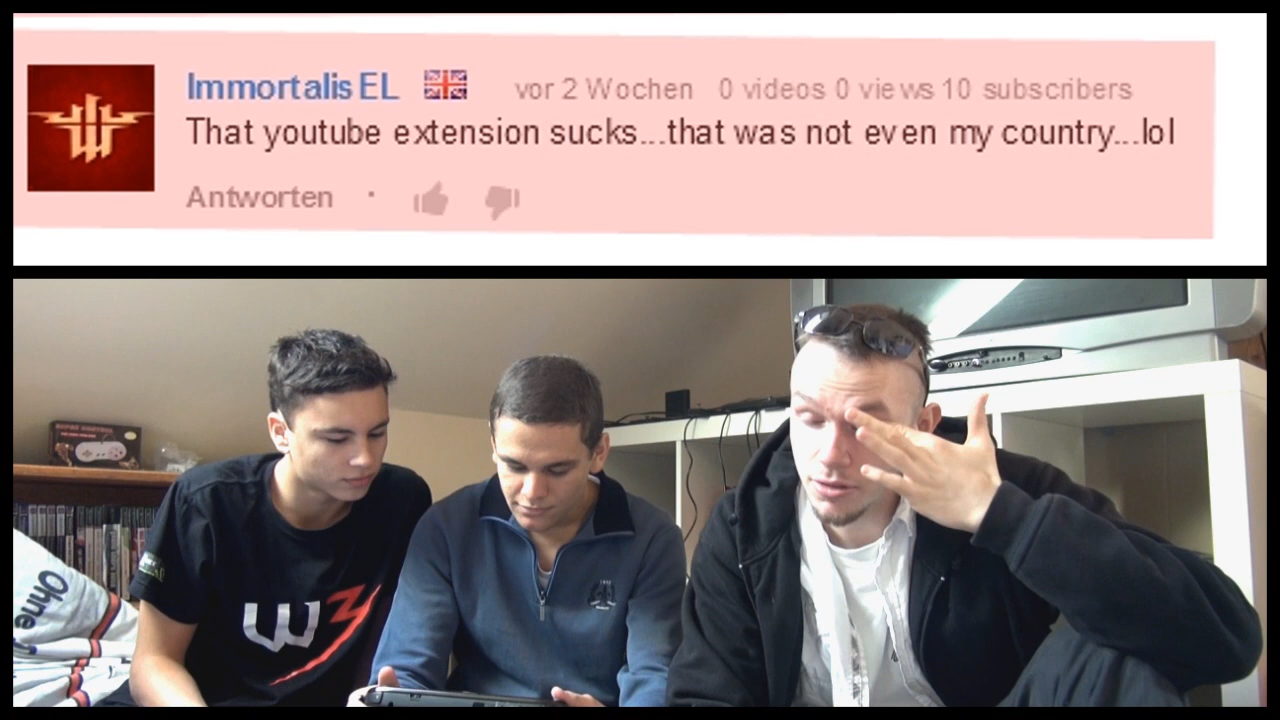 Immortalis EL vor 2 Wochen 0 videos 0 views 10 subscribers
That youtube extension sucks...that was not even my country...lol
Antworten ·
Ohne
W3